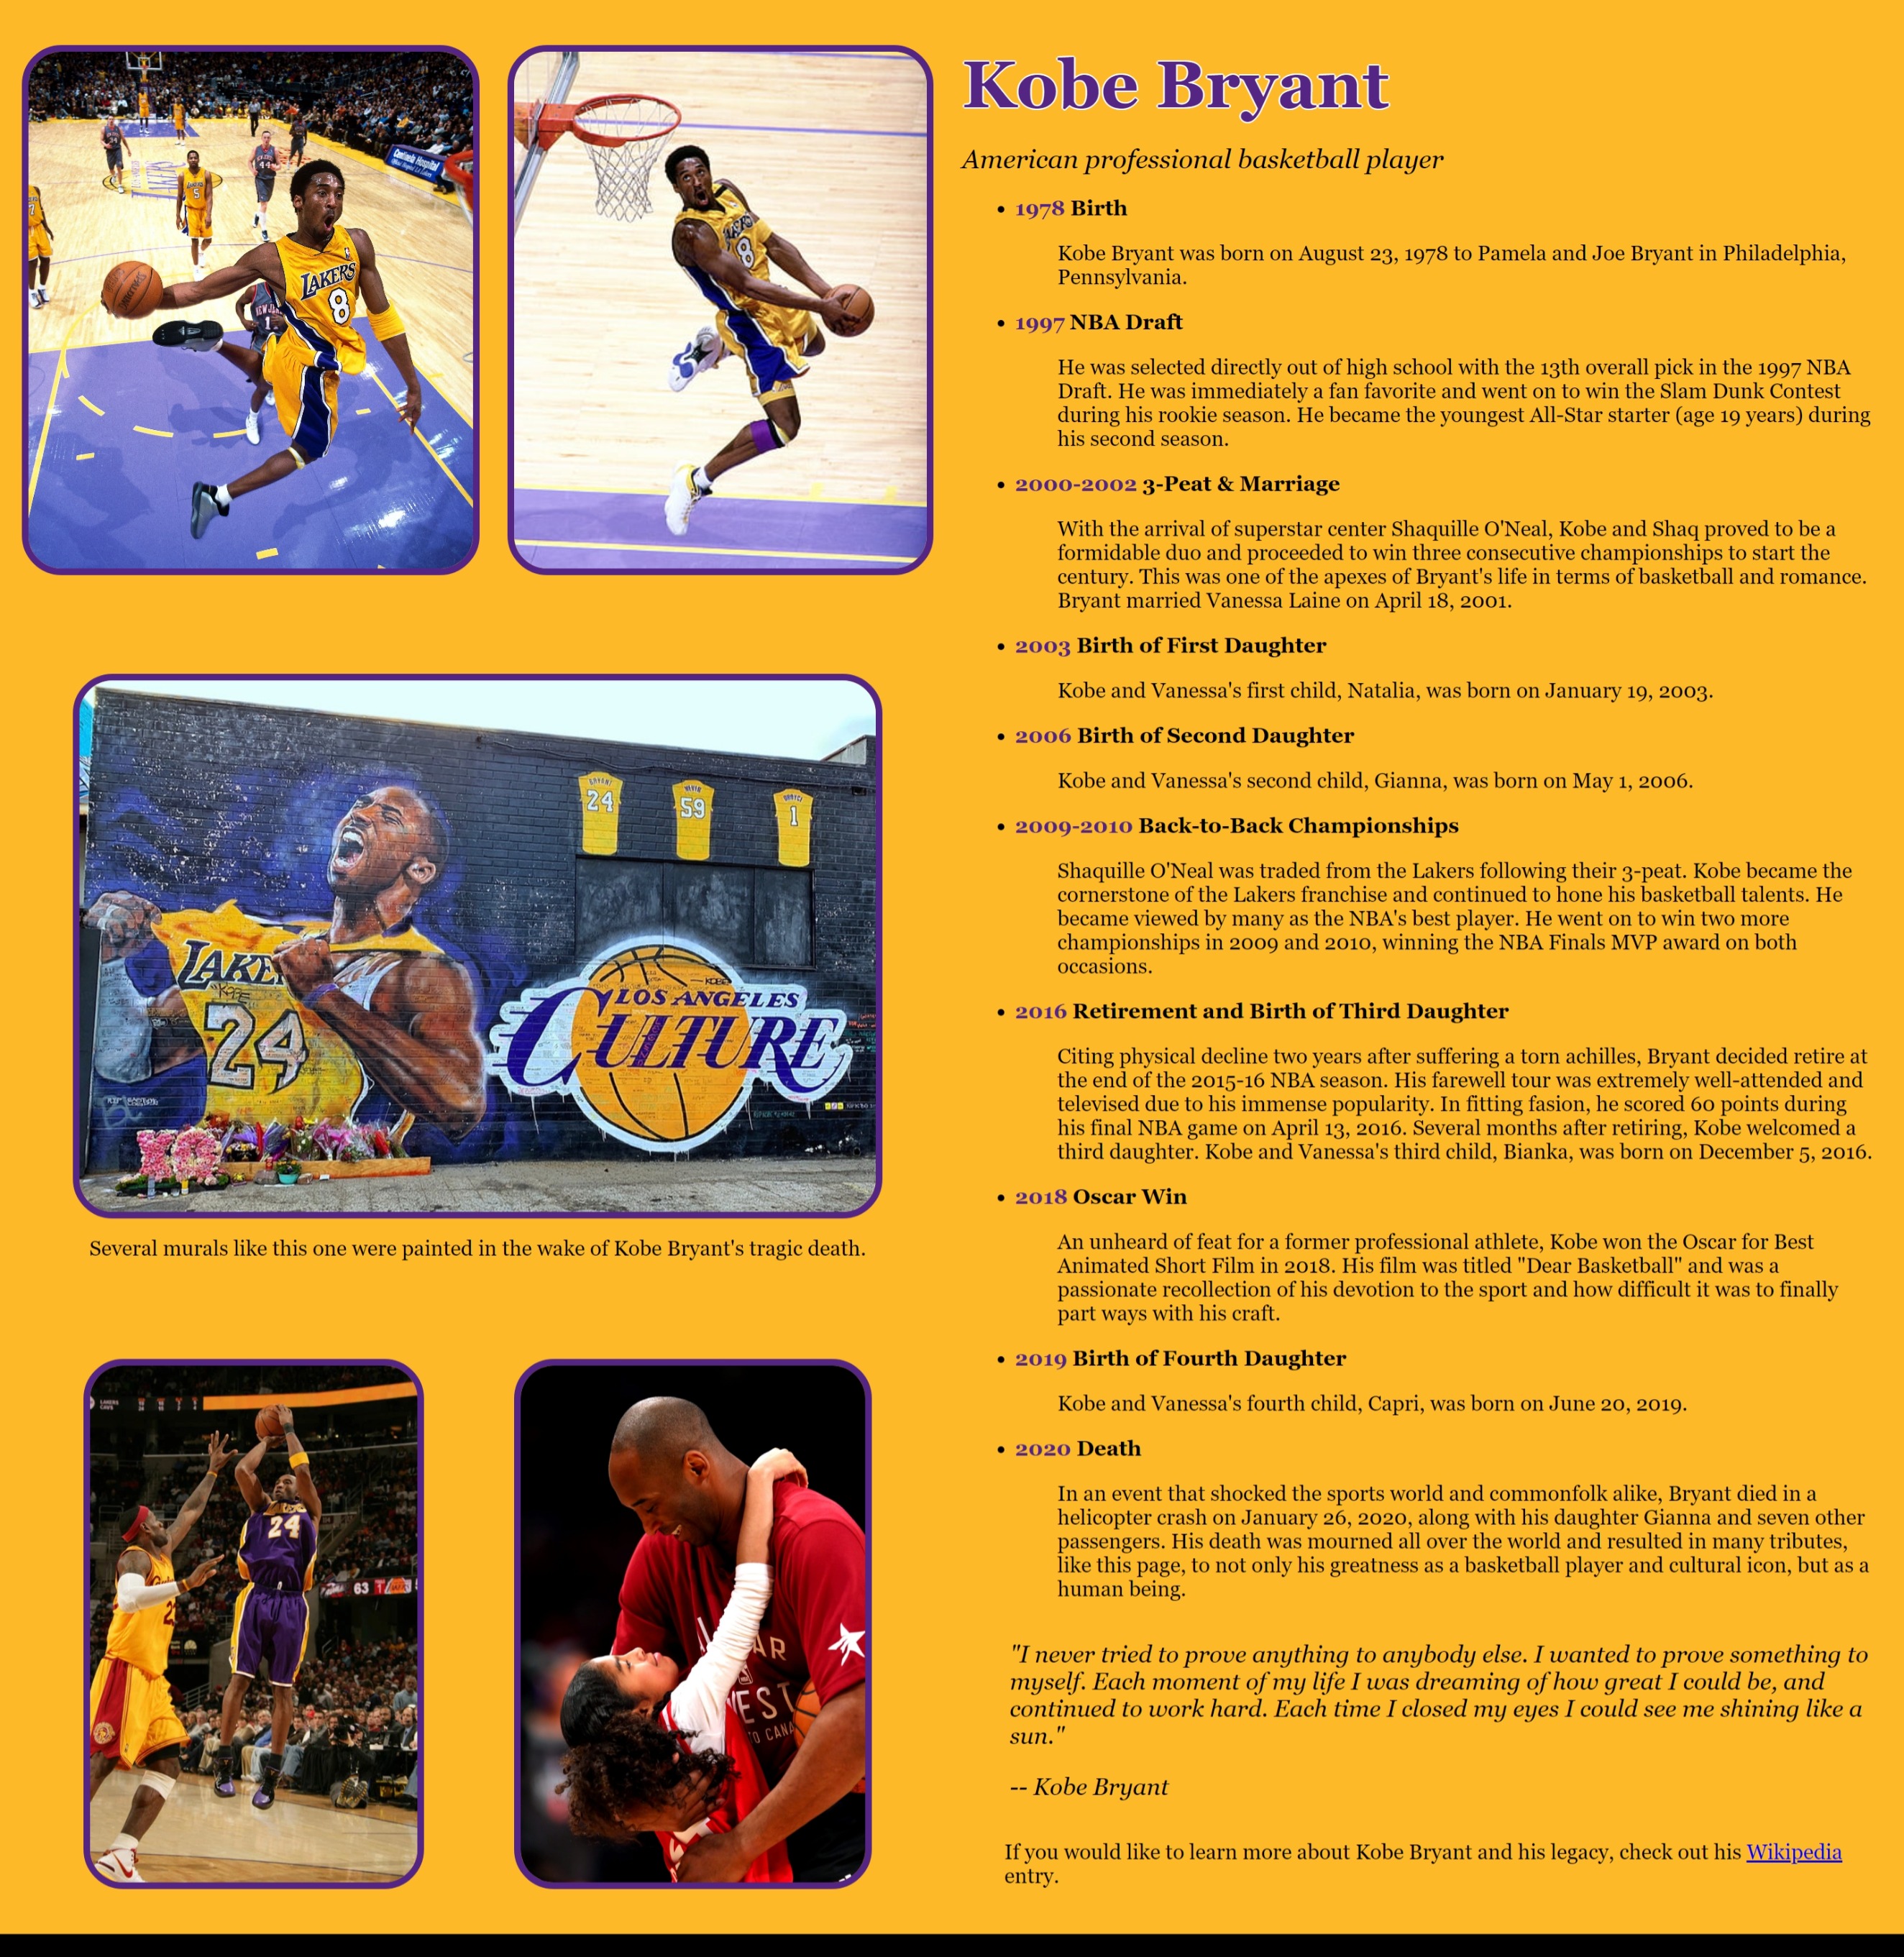 Kobe Bryant
American professional basketball player
• 1978 Birth
Kobe Bryant was born on August 23, 1978 to Pamela and Joe Bryant in Philadelphia,
Pennsylvania.
• 1997 NBA Draft
He was selected directly out of high school with the 13th overall pick in the 1997 NBA
Draft. He was immediately a fan favorite and went on to win the Slam Dunk Contest
during his rookie season. He became the youngest All-Star starter (age 19 years) during
his second season.
• 2000-2002 3-Peat & Marriage
With the arrival of superstar center Shaquille O'Neal, Kobe and Shaq proved to be a
formidable duo and proceeded to win three consecutive championships to start the
century. This was one of the apexes of Bryant's life in terms of basketball and romance.
Bryant married Vanessa Laine on April 18, 2001.
• 2003 Birth of First Daughter
Kobe and Vanessa's first child, Natalia, was born on January 19, 2003.
• 2006 Birth of Second Daughter
Kobe and Vanessa's second child, Gianna, was born on May 1, 2006.
• 2009-2010 Back-to-Back Championships
Shaquille O'Neal was traded from the Lakers following their 3-peat. Kobe became the
cornerstone of the Lakers franchise and continued to hone his basketball talents. He
became viewed by many as the NBA's best player. He went on to win two more
championships in 2009 and 2010, winning the NBA Finals MVP award on both
occasions.
• 2016 Retirement and Birth of Third Daughter
Citing physical decline two years after suffering a torn achilles, Bryant decided retire at
the end of the 2015-16 NBA season. His farewell tour was extremely well-attended and
televised due to his immense popularity. In fitting fasion, he scored 60 points during
his final NBA game on April 13, 2016. Several months after retiring, Kobe welcomed a
third daughter. Kobe and Vanessa's third child, Bianka, was born on December 5, 2016.
• 2018 Oscar Win
An unheard of feat for a former professional athlete, Kobe won the Oscar for Best
Animated Short Film in 2018. His film was titled "Dear Basketball" and was a
passionate recollection of his devotion to the sport and how difficult it was to finally
part ways with his craft.
• 2019 Birth of Fourth Daughter
Kobe and Vanessa's fourth child, Capri, was born on June 20, 2019.
• 2020 Death
In an event that shocked the sports world and commonfolk alike, Bryant died in a
helicopter crash on January 26, 2020, along with his daughter Gianna and seven other
passengers. His death was mourned all over the world and resulted in many tributes,
like this page, to not only his greatness as a basketball player and cultural icon, but as a
human being.
"I never tried to prove anything to anybody else. I wanted to prove something to
myself. Each moment of my life I was dreaming of how great I could be, and
continued to work hard. Each time I closed my eyes I could see me shining like a
sun."
-- Kobe Bryant
If you would like to learn more about Kobe Bryant and his legacy, check out his Wikipedia
entry.
Centinela Hospital
LAKERS
5
44
7
LAKERS
8
SPALDING
NEW JE
1
LAKERS
8
BRYANT
24
59
1
LAKE
"KOBE
24
KOBE
LOS ANGELES
CULTURE
Several murals like this one were painted in the wake of Kobe Bryant's tragic death.
24
63
2
AR
EST
TO CANA